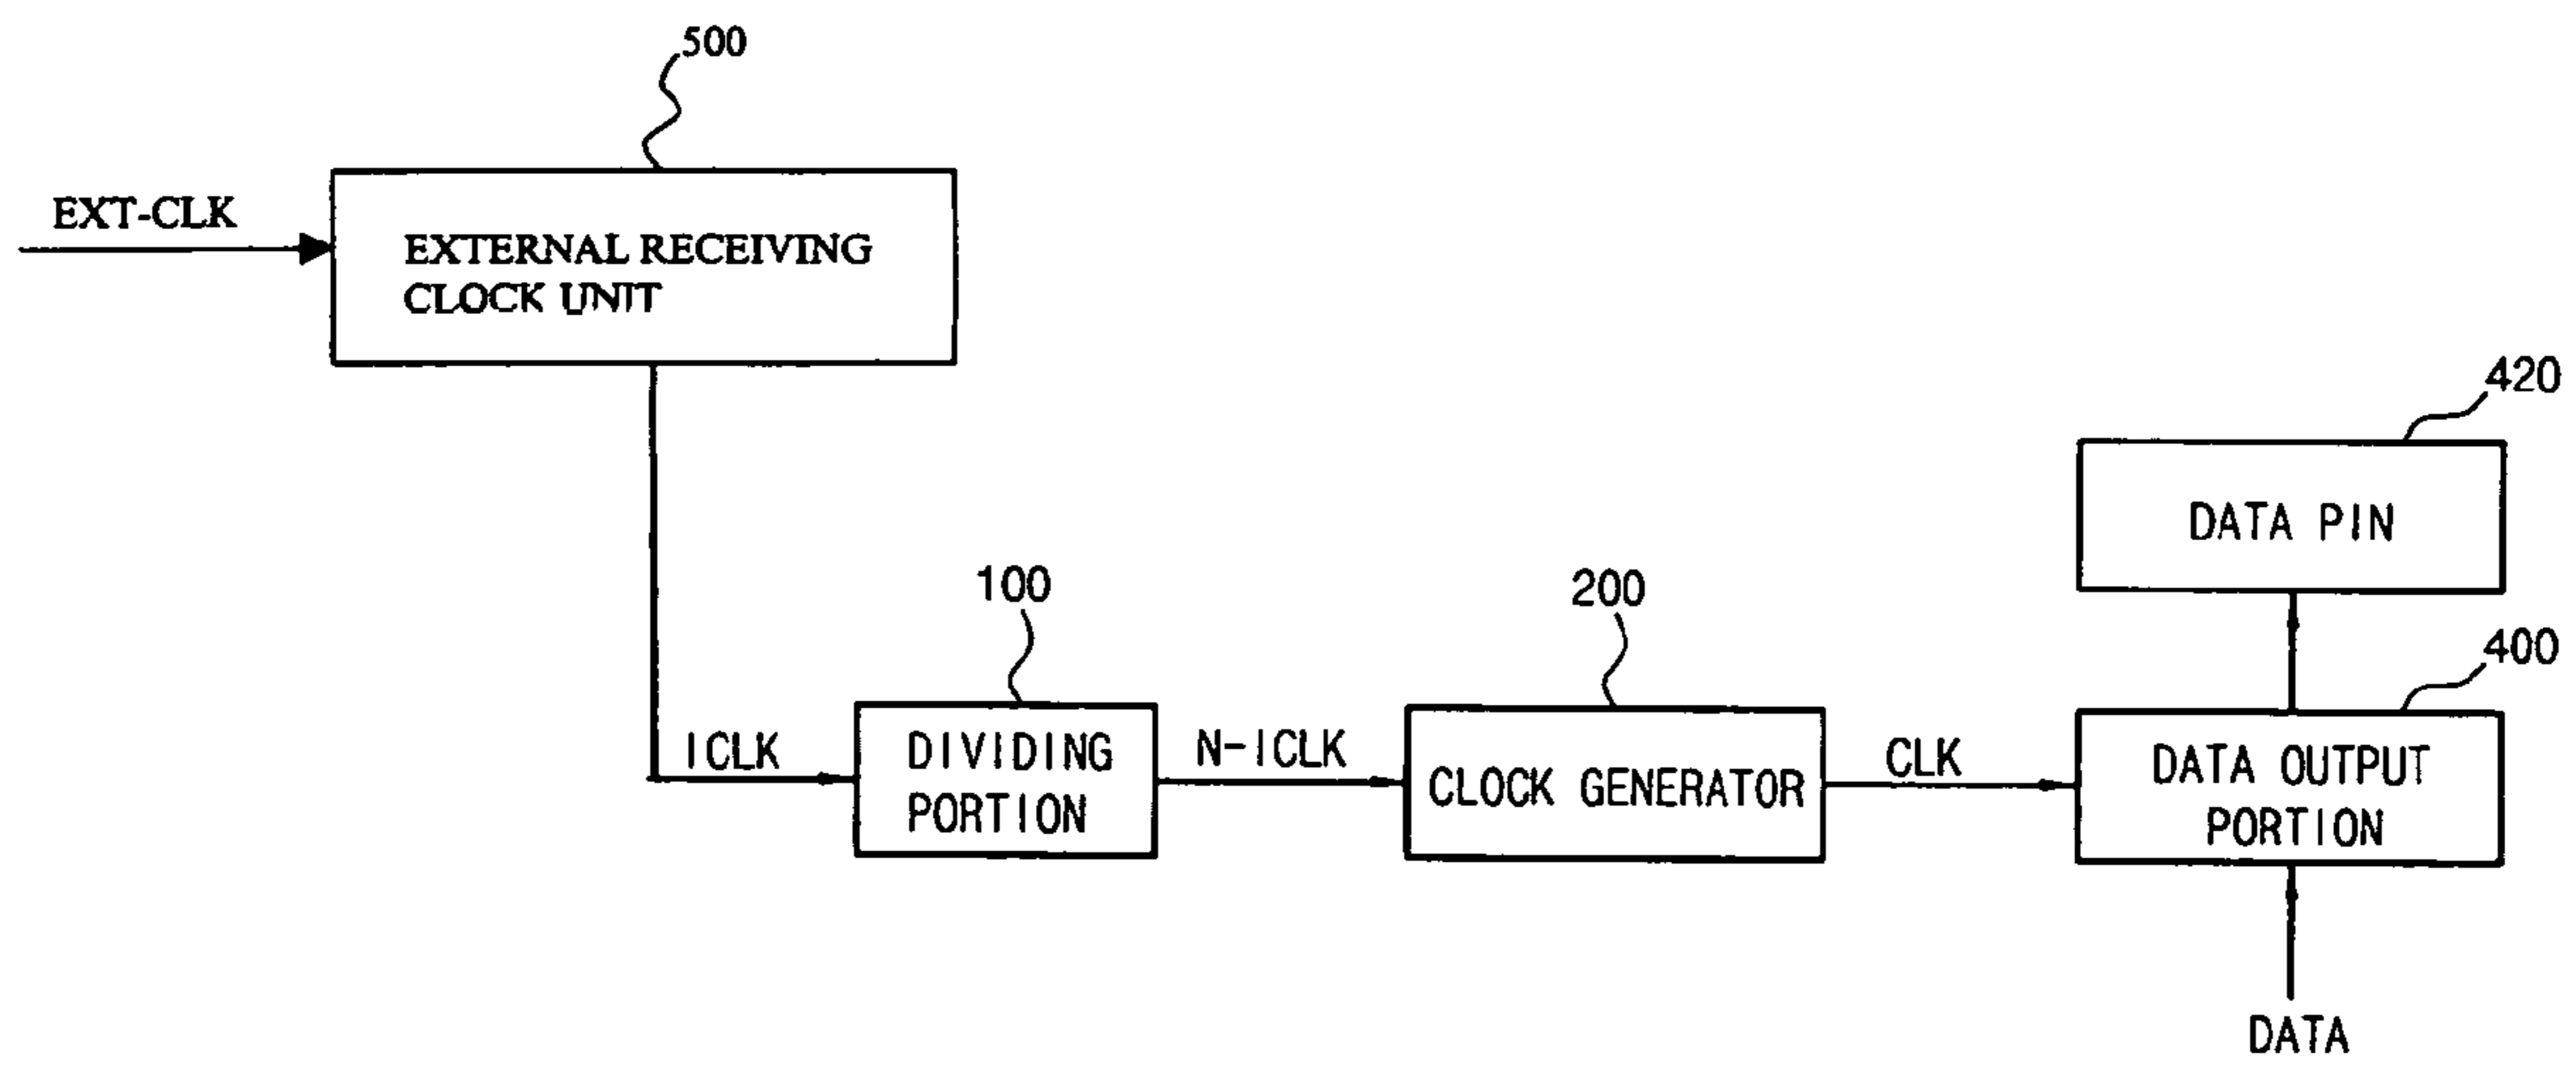 500
EXT-CLK
EXTERNAL RECEIVING
CLOCK UNIT
420
DATA PIN
100
200
400
ICLK
DIVIDING
PORTION
N-ICLK
CLOCK GENERATOR
CLK
DATA OUTPUT
PORTION
DATA